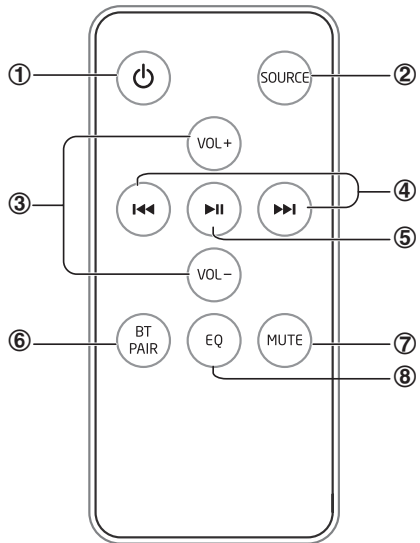 ①
②
SOURCE
VOL+
③
④
⑤
VOL−
⑥
BT
PAIR
EQ
MUTE
⑦
⑧